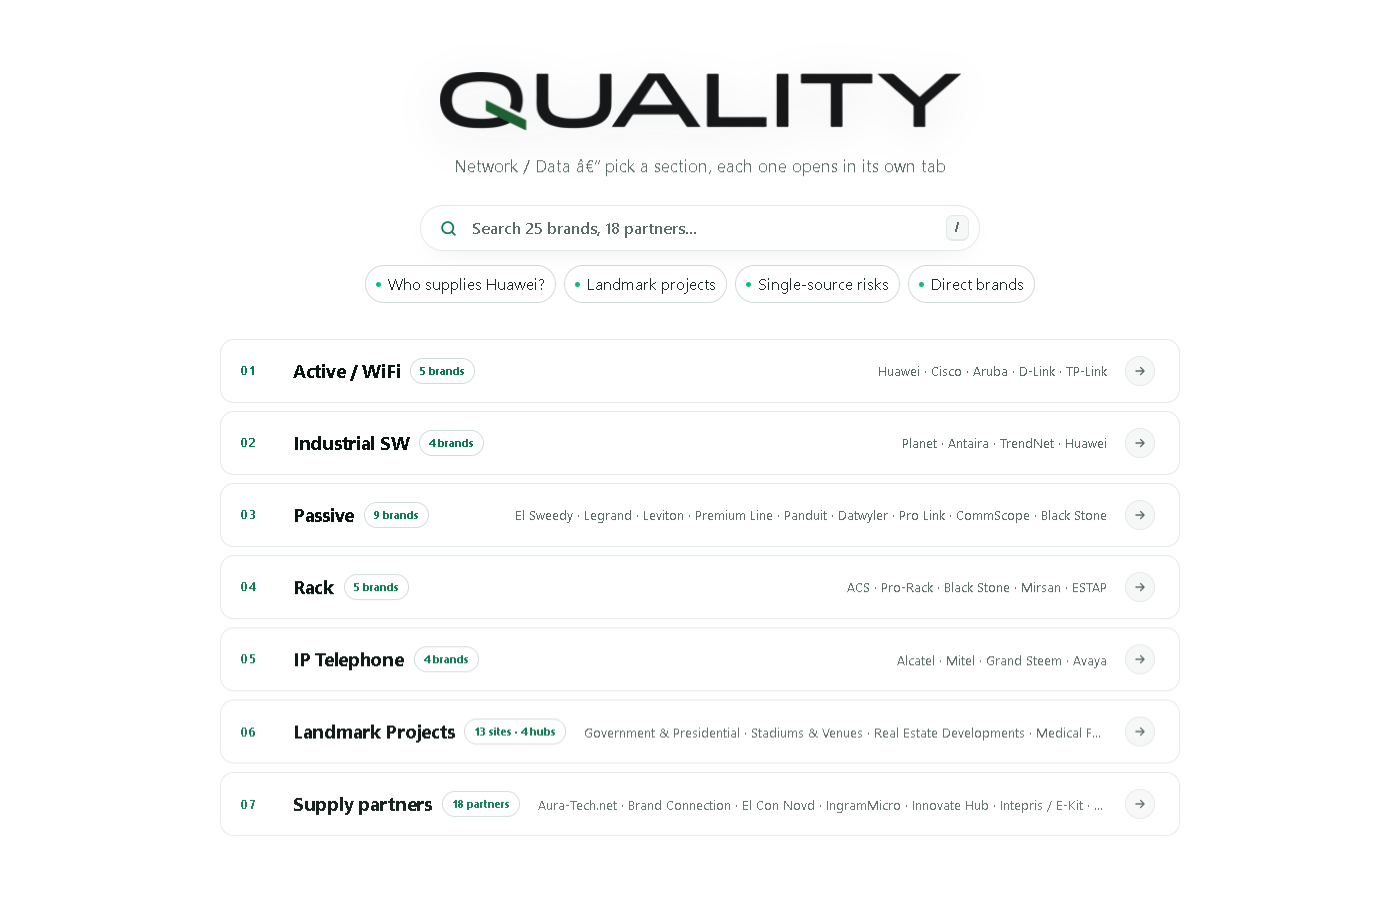 QUALITY
Network / Data â€" pick a section, each one opens in its own tab
Search 25 brands, 18 partners... /
Who supplies Huawei? Landmark projects Single-source risks Direct brands
01 Active / WiFi 5 brands Huawei · Cisco · Aruba · D-Link · TP-Link
02 Industrial SW 4 brands Planet · Antaira · TrendNet · Huawei
03 Passive 9 brands El Sweedy · Legrand · Leviton · Premium Line · Panduit · Datwyler · Pro Link · CommScope · Black Stone
04 Rack 5 brands ACS · Pro-Rack · Black Stone · Mirsan · ESTAP
05 IP Telephone 4 brands Alcatel · Mitel · Grand Steem · Avaya
06 Landmark Projects 13 sites · 4 hubs Government & Presidential · Stadiums & Venues · Real Estate Developments · Medical F...
07 Supply partners 18 partners Aura-Tech.net · Brand Connection · El Con Novd · IngramMicro · Innovate Hub · Intepris / E-Kit · ...